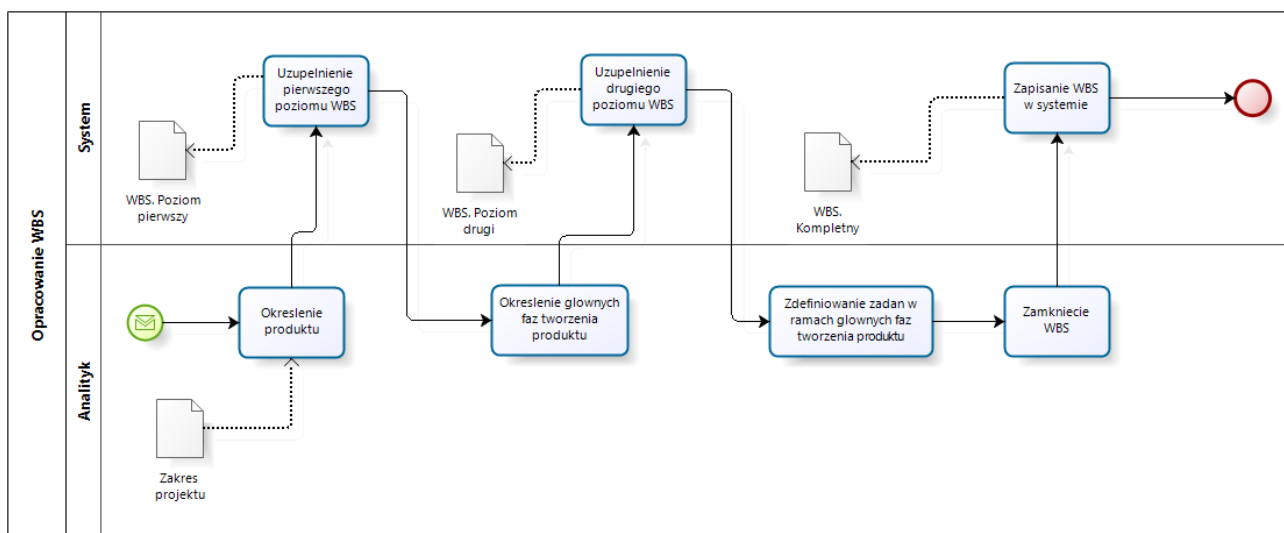 Opracowanie WBS
System
Uzupelnienie
pierwszego
poziomu WBS
WBS. Poziom
pierwszy
Uzupelnienie
drugiego
poziomu WBS
WBS. Poziom
drugi
Zapisanie WBS
w systemie
WBS.
Kompletny
Analityk
Okreslenie
produktu
Zakres
projektu
Okreslenie glownych
faz tworzenia
produktu
Zdefiniowanie zadan w
ramach glownych faz
tworzenia produktu
Zamkniecie
WBS